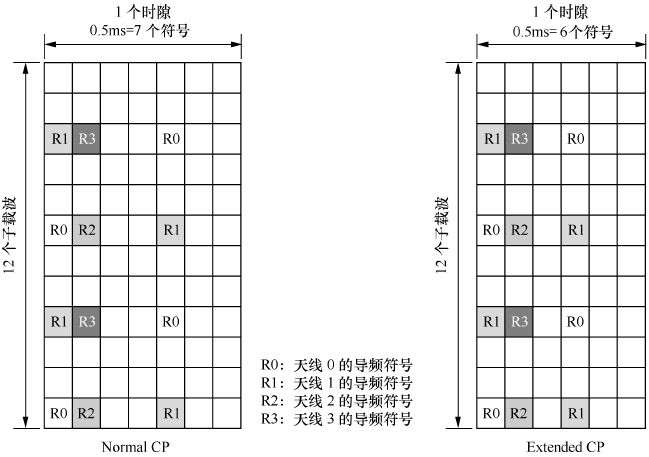 1 个时隙
0.5ms=7 个符号
12 个子载波
R1 R3 R0
R0 R2 R1
R1 R3 R0
R0 R2 R1
Normal CP
R0：天线 0 的导频符号
R1：天线 1 的导频符号
R2：天线 2 的导频符号
R3：天线 3 的导频符号
1 个时隙
0.5ms= 6个符号
12 个子载波
R1 R3 R0
R0 R2 R1
R1 R3 R0
R0 R2 R1
Extended CP